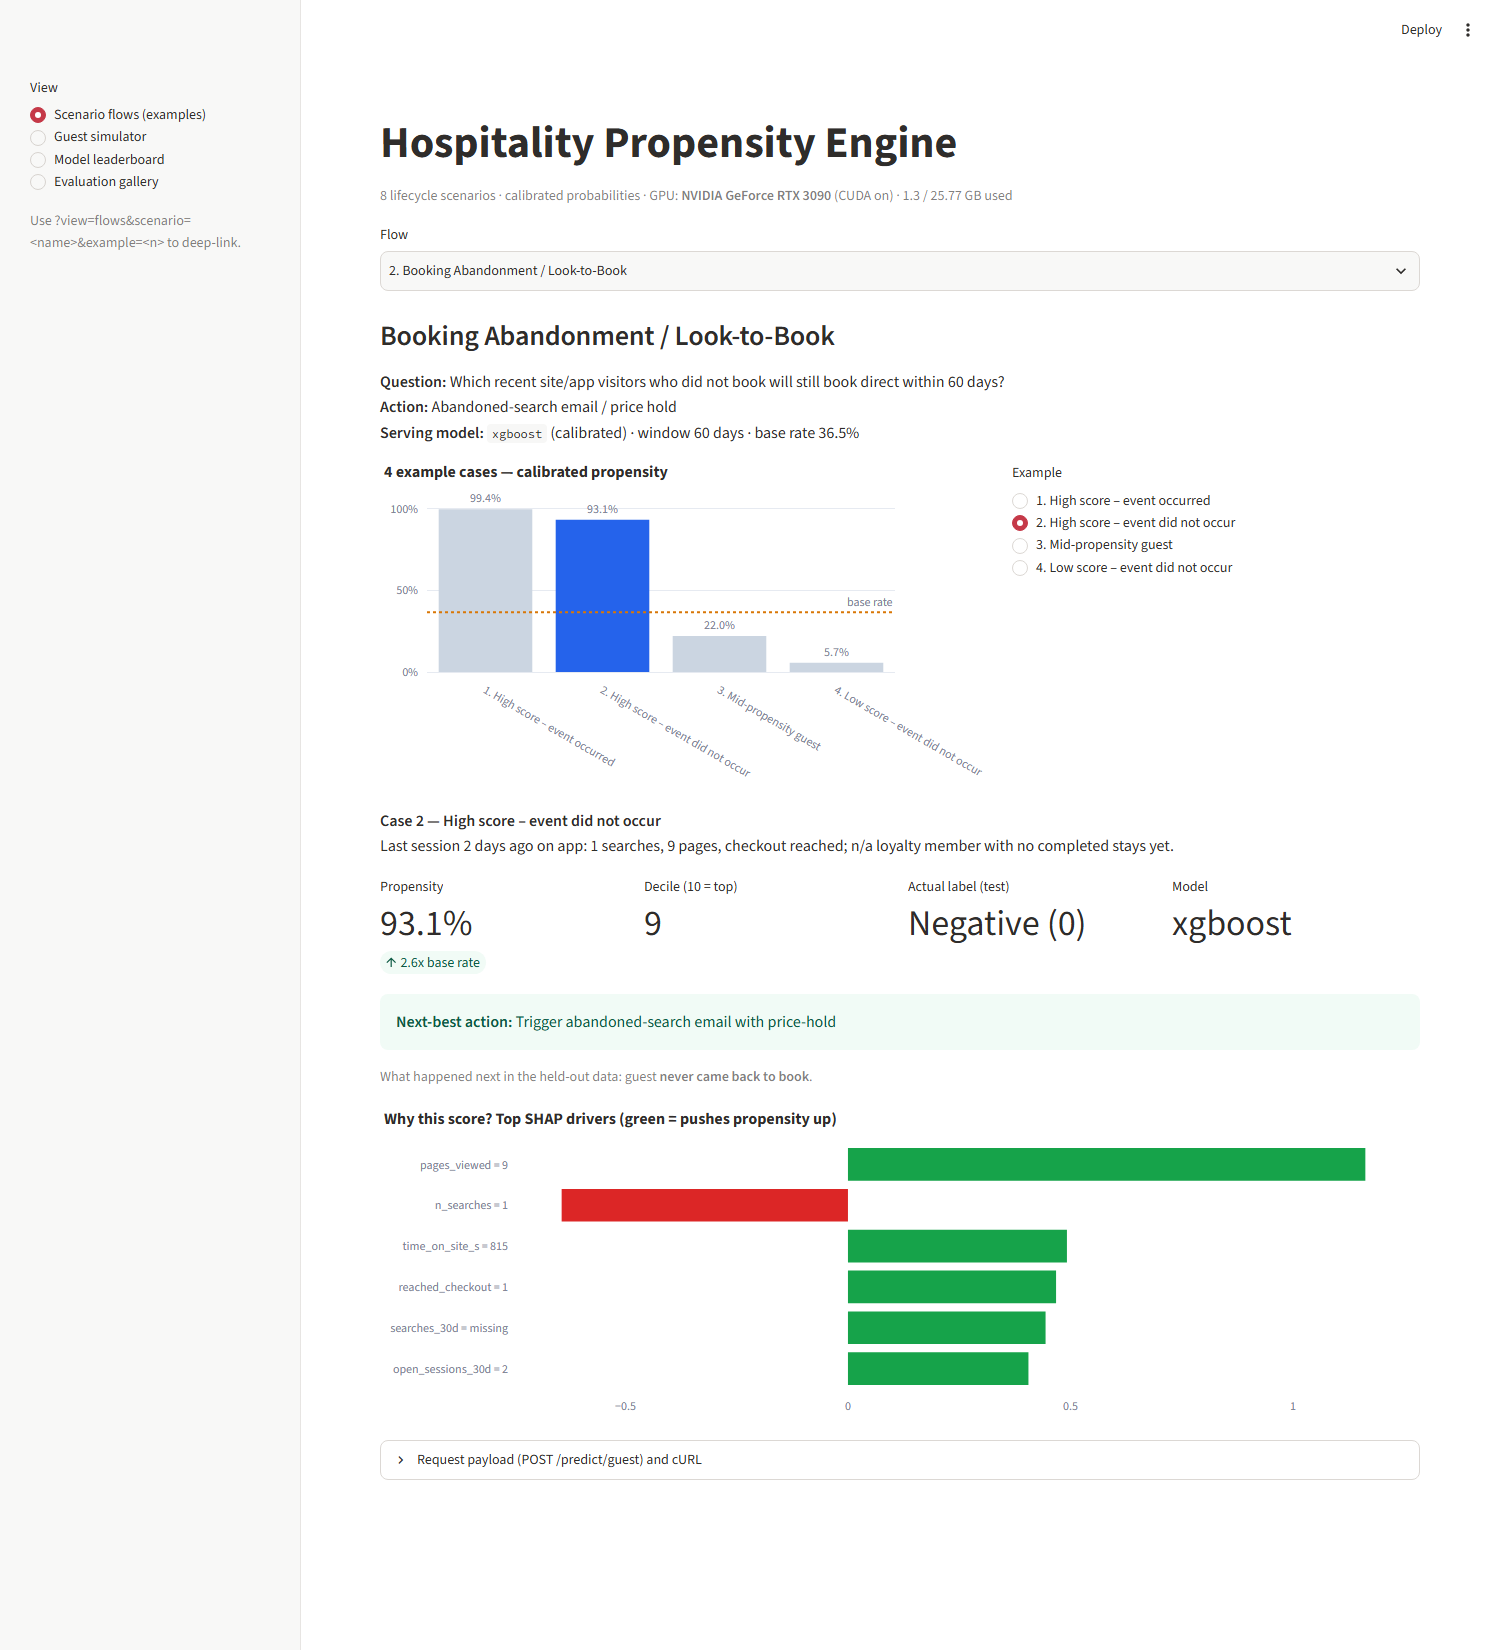 Deploy
View
Scenario flows (examples)
Guest simulator
Model leaderboard
Evaluation gallery
Use ?view=flows&scenario=
<name>&example=<n> to deep-link.
Hospitality Propensity Engine
8 lifecycle scenarios · calibrated probabilities · GPU: NVIDIA GeForce RTX 3090 (CUDA on) · 1.3 / 25.77 GB used
Flow
2. Booking Abandonment / Look-to-Book
Booking Abandonment / Look-to-Book
Question: Which recent site/app visitors who did not book will still book direct within 60 days?
Action: Abandoned-search email / price hold
Serving model: xgboost (calibrated) · window 60 days · base rate 36.5%
4 example cases — calibrated propensity
99.4%
93.1%
22.0%
5.7%
100%
50%
0%
base rate
1. High score – event occurred
2. High score – event did not occur
3. Mid-propensity guest
4. Low score – event did not occur
Example
1. High score – event occurred
2. High score – event did not occur
3. Mid-propensity guest
4. Low score – event did not occur
Case 2 — High score – event did not occur
Last session 2 days ago on app: 1 searches, 9 pages, checkout reached; n/a loyalty member with no completed stays yet.
Propensity
93.1%
↑ 2.6x base rate
Decile (10 = top)
9
Actual label (test)
Negative (0)
Model
xgboost
Next-best action: Trigger abandoned-search email with price-hold
What happened next in the held-out data: guest never came back to book.
Why this score? Top SHAP drivers (green = pushes propensity up)
pages_viewed = 9
n_searches = 1
time_on_site_s = 815
reached_checkout = 1
searches_30d = missing
open_sessions_30d = 2
−0.5
0
0.5
1
Request payload (POST /predict/guest) and cURL